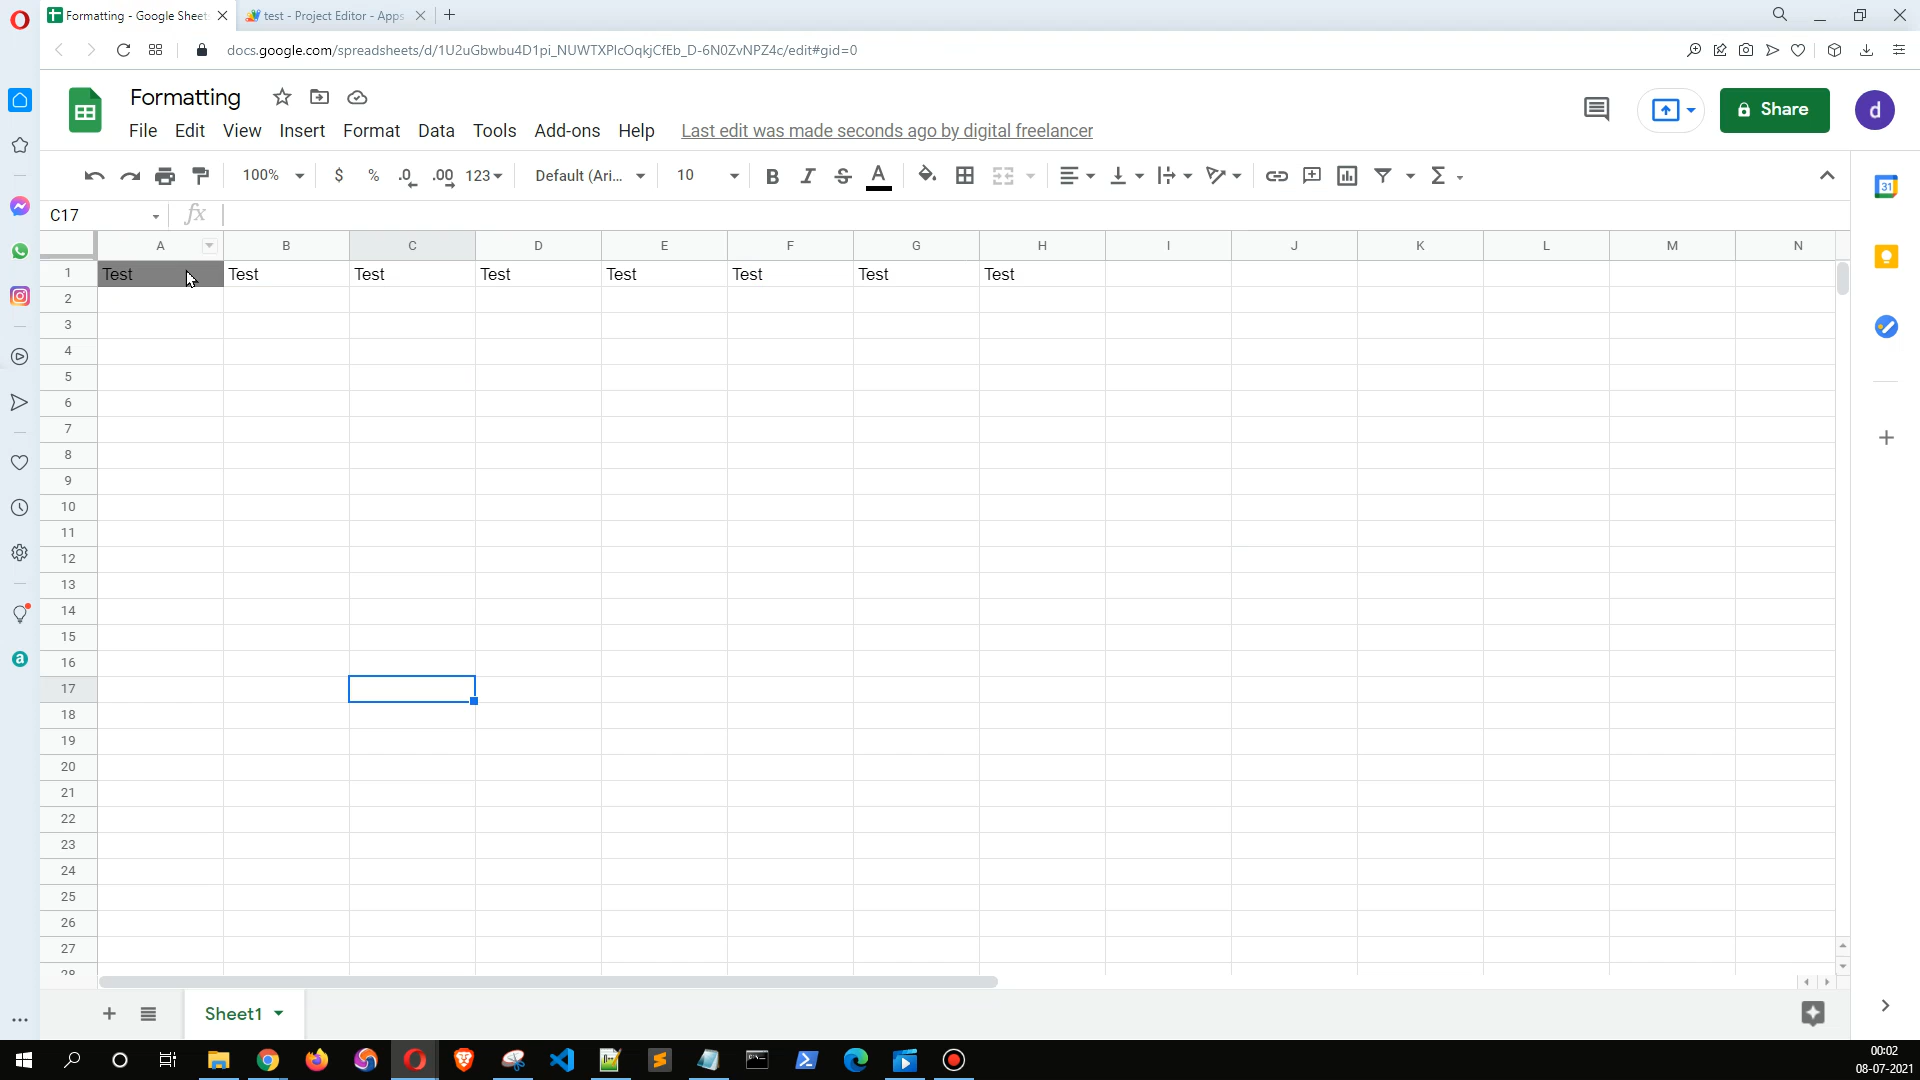 Formatting - Google Sheets
test - Project Editor - Apps
docs.google.com/spreadsheets/d/1U2uGbwbu4D1pi_NUWTXPlcOqkjCfEb_D-6N0ZvNPZ4c/edit#gid=0
Formatting
Share
d
File Edit View Insert Format Data Tools Add-ons Help Last edit was made seconds ago by digital freelancer
100% $ % .0 .00 123 Default (Ari... 10 B I S A Σ
31
C17 fx
A B C D E F G H I J K L M N
1 Test Test Test Test Test Test Test Test
2
3
4
5
6
7
8
9
10
11
12
13
14
15
16
17
18
19
20
21
22
23
24
25
26
27
28
Sheet1
00:02
08-07-2021